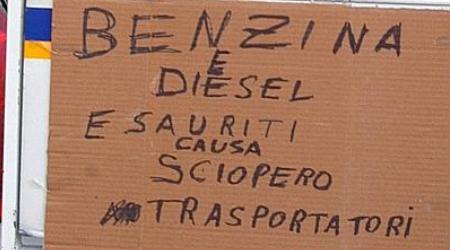 BENZINA
E
DIESEL
ESAURITI
CAUSA
SCIOPERO
TRASPORTATORI